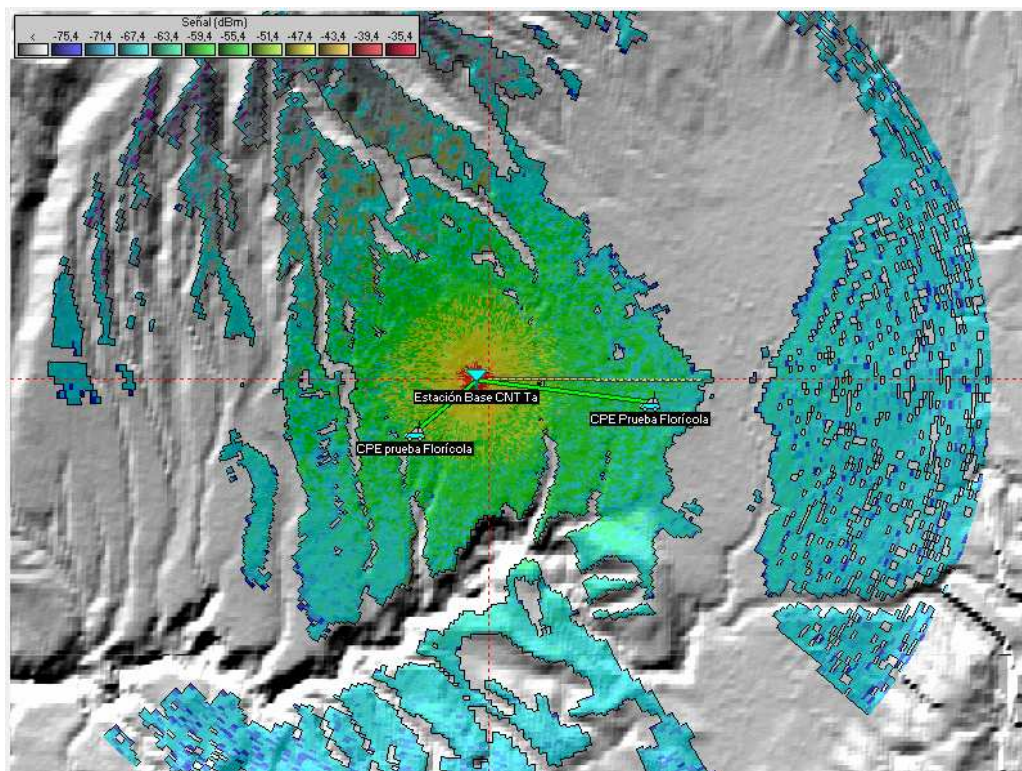 Señal (dBm)
< -75,4 -71,4 -67,4 -63,4 -59,4 -55,4 -51,4 -47,4 -43,4 -39,4 -35,4
Estación Base CNT Ta
CPE Prueba Florícola
CPE prueba Florícola